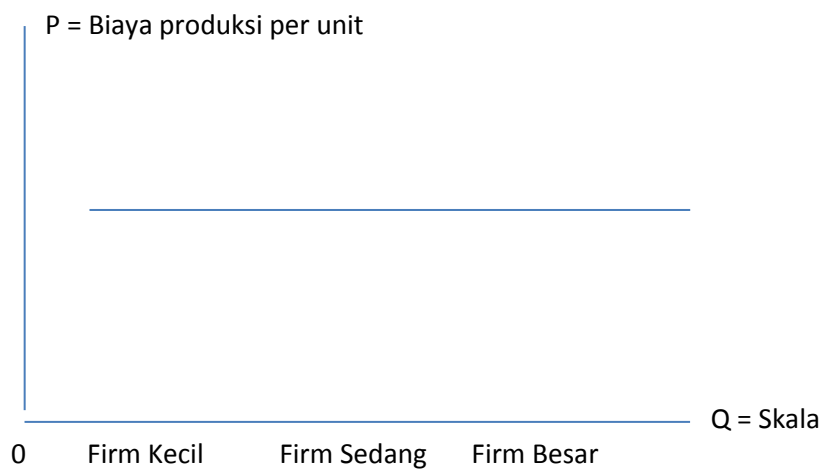 P = Biaya produksi per unit
Q = Skala
0 Firm Kecil Firm Sedang Firm Besar